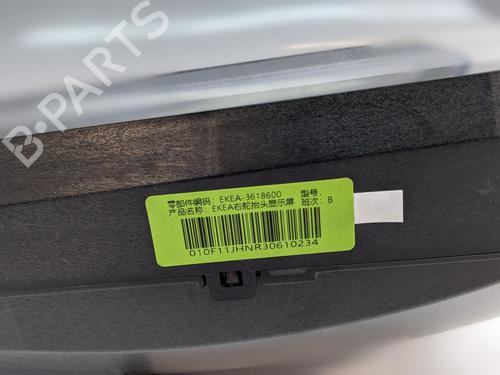 B-PARTS
零部件编码: EKEA-3618600 型号:
产品名称: EKEA右舵抬头显示屏 班次: B
010F11JHNR30610234